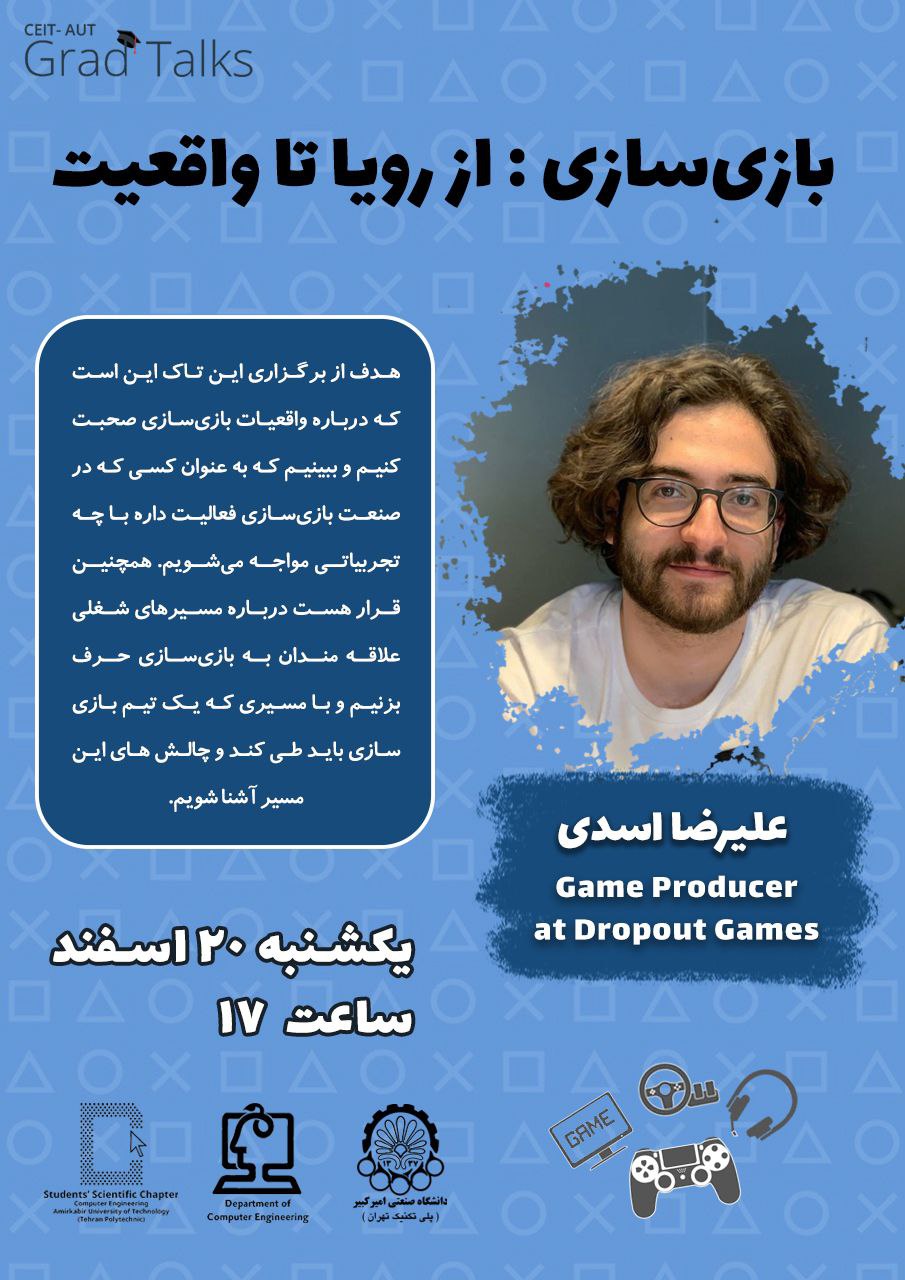 CEIT- AUT
Grad Talks
بازی‌سازی : از رویا تا واقعیت
هدف از برگزاری این تاک این است
که درباره واقعیات بازی‌سازی صحبت
کنیم و ببینیم که به عنوان کسی که در
صنعت بازی‌سازی فعالیت داره با چه
تجربیاتی مواجه می‌شویم. همچنین
قرار هست درباره مسیرهای شغلی
علاقه مندان به بازی‌سازی حرف
بزنیم و با مسیری که یک تیم بازی
سازی باید طی کند و چالش های این
مسیر آشنا شویم.
علیرضا اسدی
Game Producer
at Dropout Games
یکشنبه ۲۰ اسفند
ساعت ۱۷
GAME
Students' Scientific Chapter
Computer Engineering
Amirkabir University of Technology
(Tehran Polytechnic)
Department of
Computer Engineering
۱۳ ۳۷
دانشگاه صنعتی امیرکبیر
( پلی تکنیک تهران )